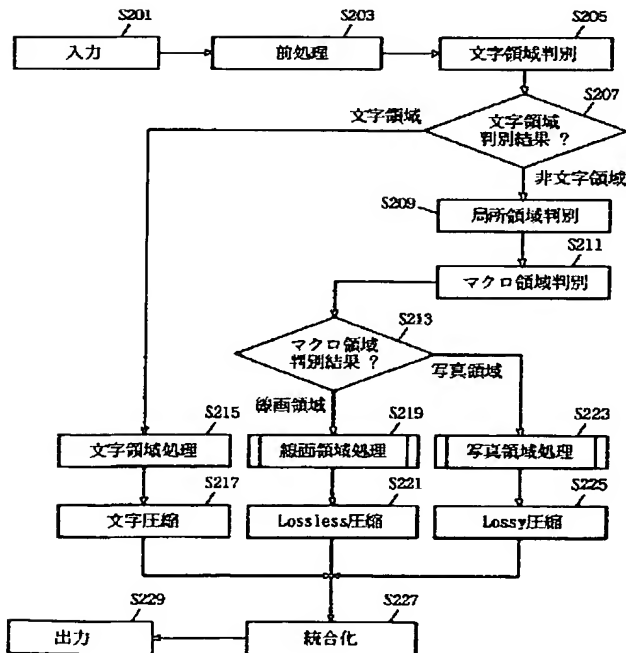 S201
入力
S203
前処理
S205
文字領域判別
S207
文字領域
判別結果 ?
文字領域
非文字領域
S209
局所領域判別
S211
マクロ領域判別
S213
マクロ領域
判別結果 ?
線画領域
写真領域
S215
文字領域処理
S219
線画領域処理
S223
写真領域処理
S217
文字圧縮
S221
Lossless圧縮
S225
Lossy圧縮
S227
統合化
S229
出力